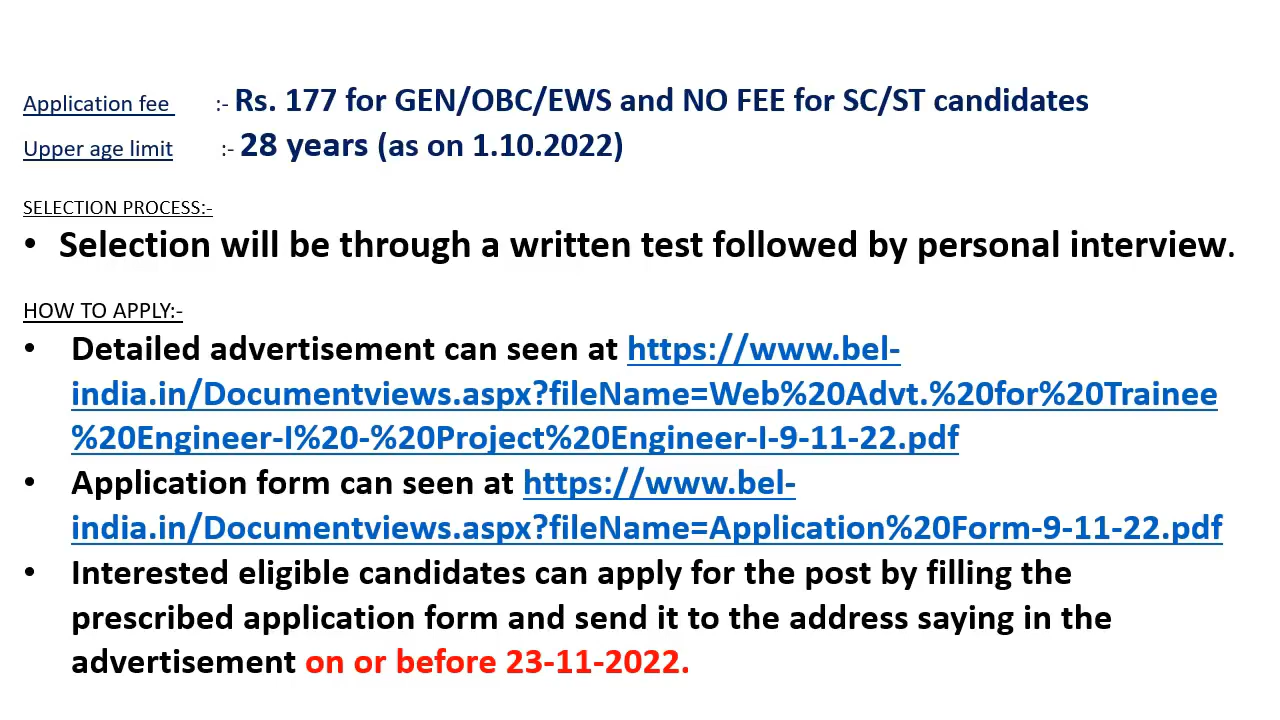 Application fee :- Rs. 177 for GEN/OBC/EWS and NO FEE for SC/ST candidates
Upper age limit :- 28 years (as on 1.10.2022)
SELECTION PROCESS:-
• Selection will be through a written test followed by personal interview.
HOW TO APPLY:-
• Detailed advertisement can seen at https://www.bel-
india.in/Documentviews.aspx?fileName=Web%20Advt.%20for%20Trainee
%20Engineer-I%20-%20Project%20Engineer-I-9-11-22.pdf
• Application form can seen at https://www.bel-
india.in/Documentviews.aspx?fileName=Application%20Form-9-11-22.pdf
• Interested eligible candidates can apply for the post by filling the
prescribed application form and send it to the address saying in the
advertisement on or before 23-11-2022.